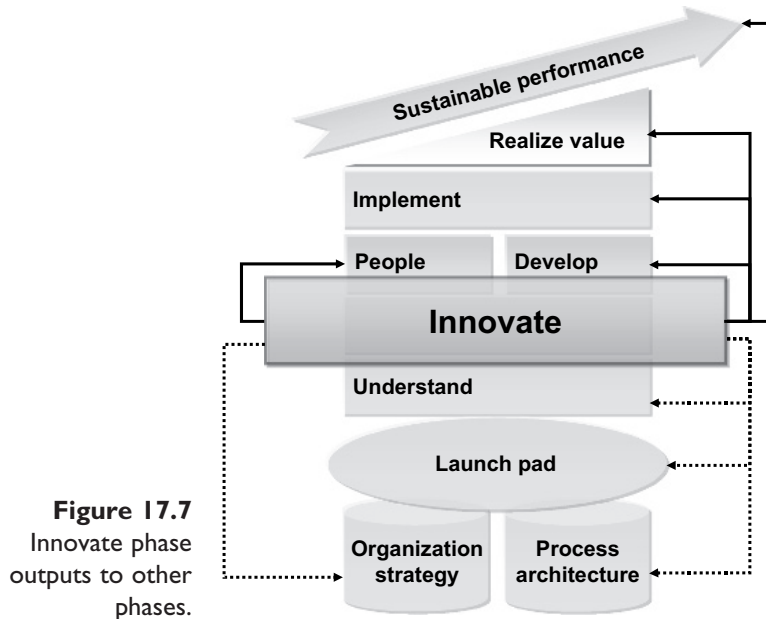 Sustainable performance
Realize value
Implement
People
Develop
Innovate
Understand
Launch pad
Organization
strategy
Process
architecture
Figure 17.7
Innovate phase
outputs to other
phases.